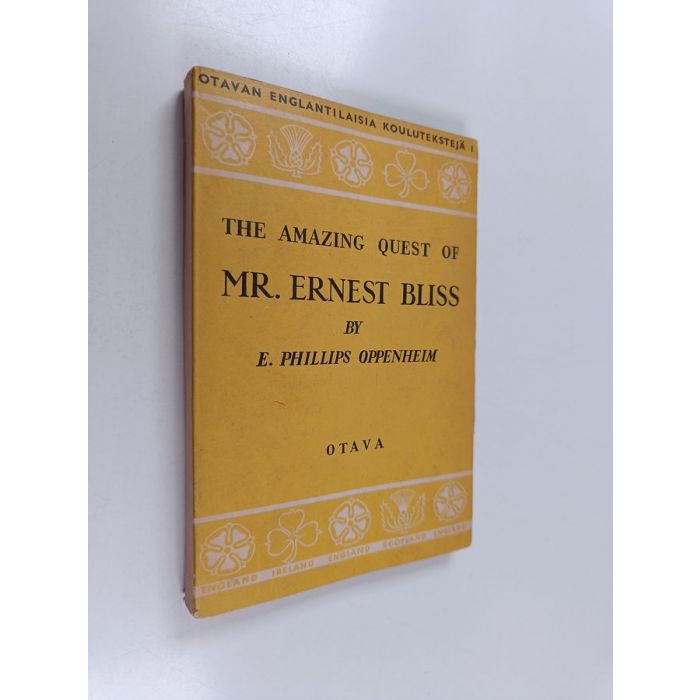 OTAVAN ENGLANTILAISIA KOULUTEKSTEJÄ 1
THE AMAZING QUEST OF
MR. ERNEST BLISS
BY
E. PHILLIPS OPPENHEIM
OTAVA
ENGLAND IRELAND ENGLAND SCOTLAND ENGLAND